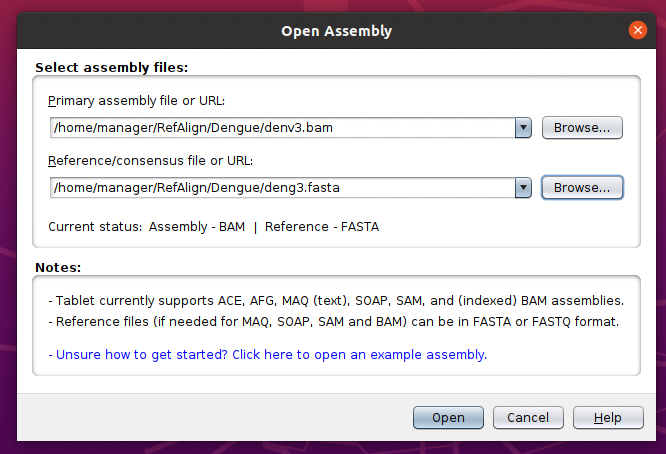 Open Assembly
Select assembly files:
Primary assembly file or URL:
/home/manager/RefAlign/Dengue/denv3.bam
Browse...
Reference/consensus file or URL:
/home/manager/RefAlign/Dengue/deng3.fasta
Browse...
Current status: Assembly - BAM | Reference - FASTA
Notes:
- Tablet currently supports ACE, AFG, MAQ (text), SOAP, SAM, and (indexed) BAM assemblies.
- Reference files (if needed for MAQ, SOAP, SAM and BAM) can be in FASTA or FASTQ format.
- Unsure how to get started? Click here to open an example assembly.
Open Cancel Help